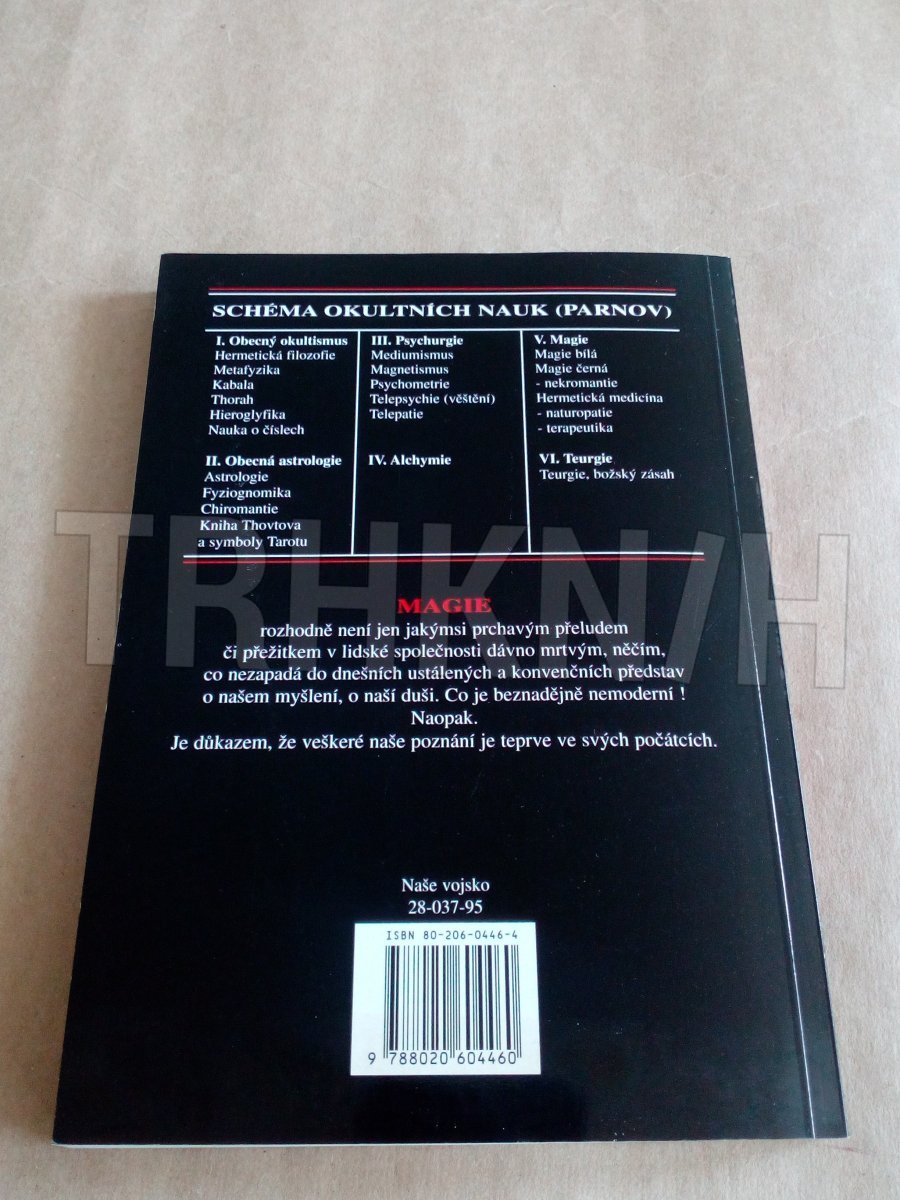 SCHÉMA OKULTNÍCH NAUK (PARNOV)
I. Obecný okultismus
Hermetická filozofie
Metafyzika
Kabala
Thorah
Hieroglyfika
Nauka o číslech
II. Obecná astrologie
Astrologie
Fyziognomika
Chiromantie
Kniha Thovtova
a symboly Tarotu
III. Psychurgie
Mediumismus
Magnetismus
Psychometrie
Telepsychie (věštění)
Telepatie
IV. Alchymie
V. Magie
Magie bílá
Magie černá
- nekromantie
Hermetická medicína
- naturopatie
- terapeutika
VI. Teurgie
Teurgie, božský zásah
TRHKNIH
MAGIE
rozhodně není jen jakýmsi prchavým přeludem
či přežitkem v lidské společnosti dávno mrtvým, něčím,
co nezapadá do dnešních ustálených a konvenčních představ
o našem myšlení, o naší duši. Co je beznadějně nemoderní !
Naopak.
Je důkazem, že veškeré naše poznání je teprve ve svých počátcích.
Naše vojsko
28-037-95
ISBN 80-206-0446-4
9 788020 604460